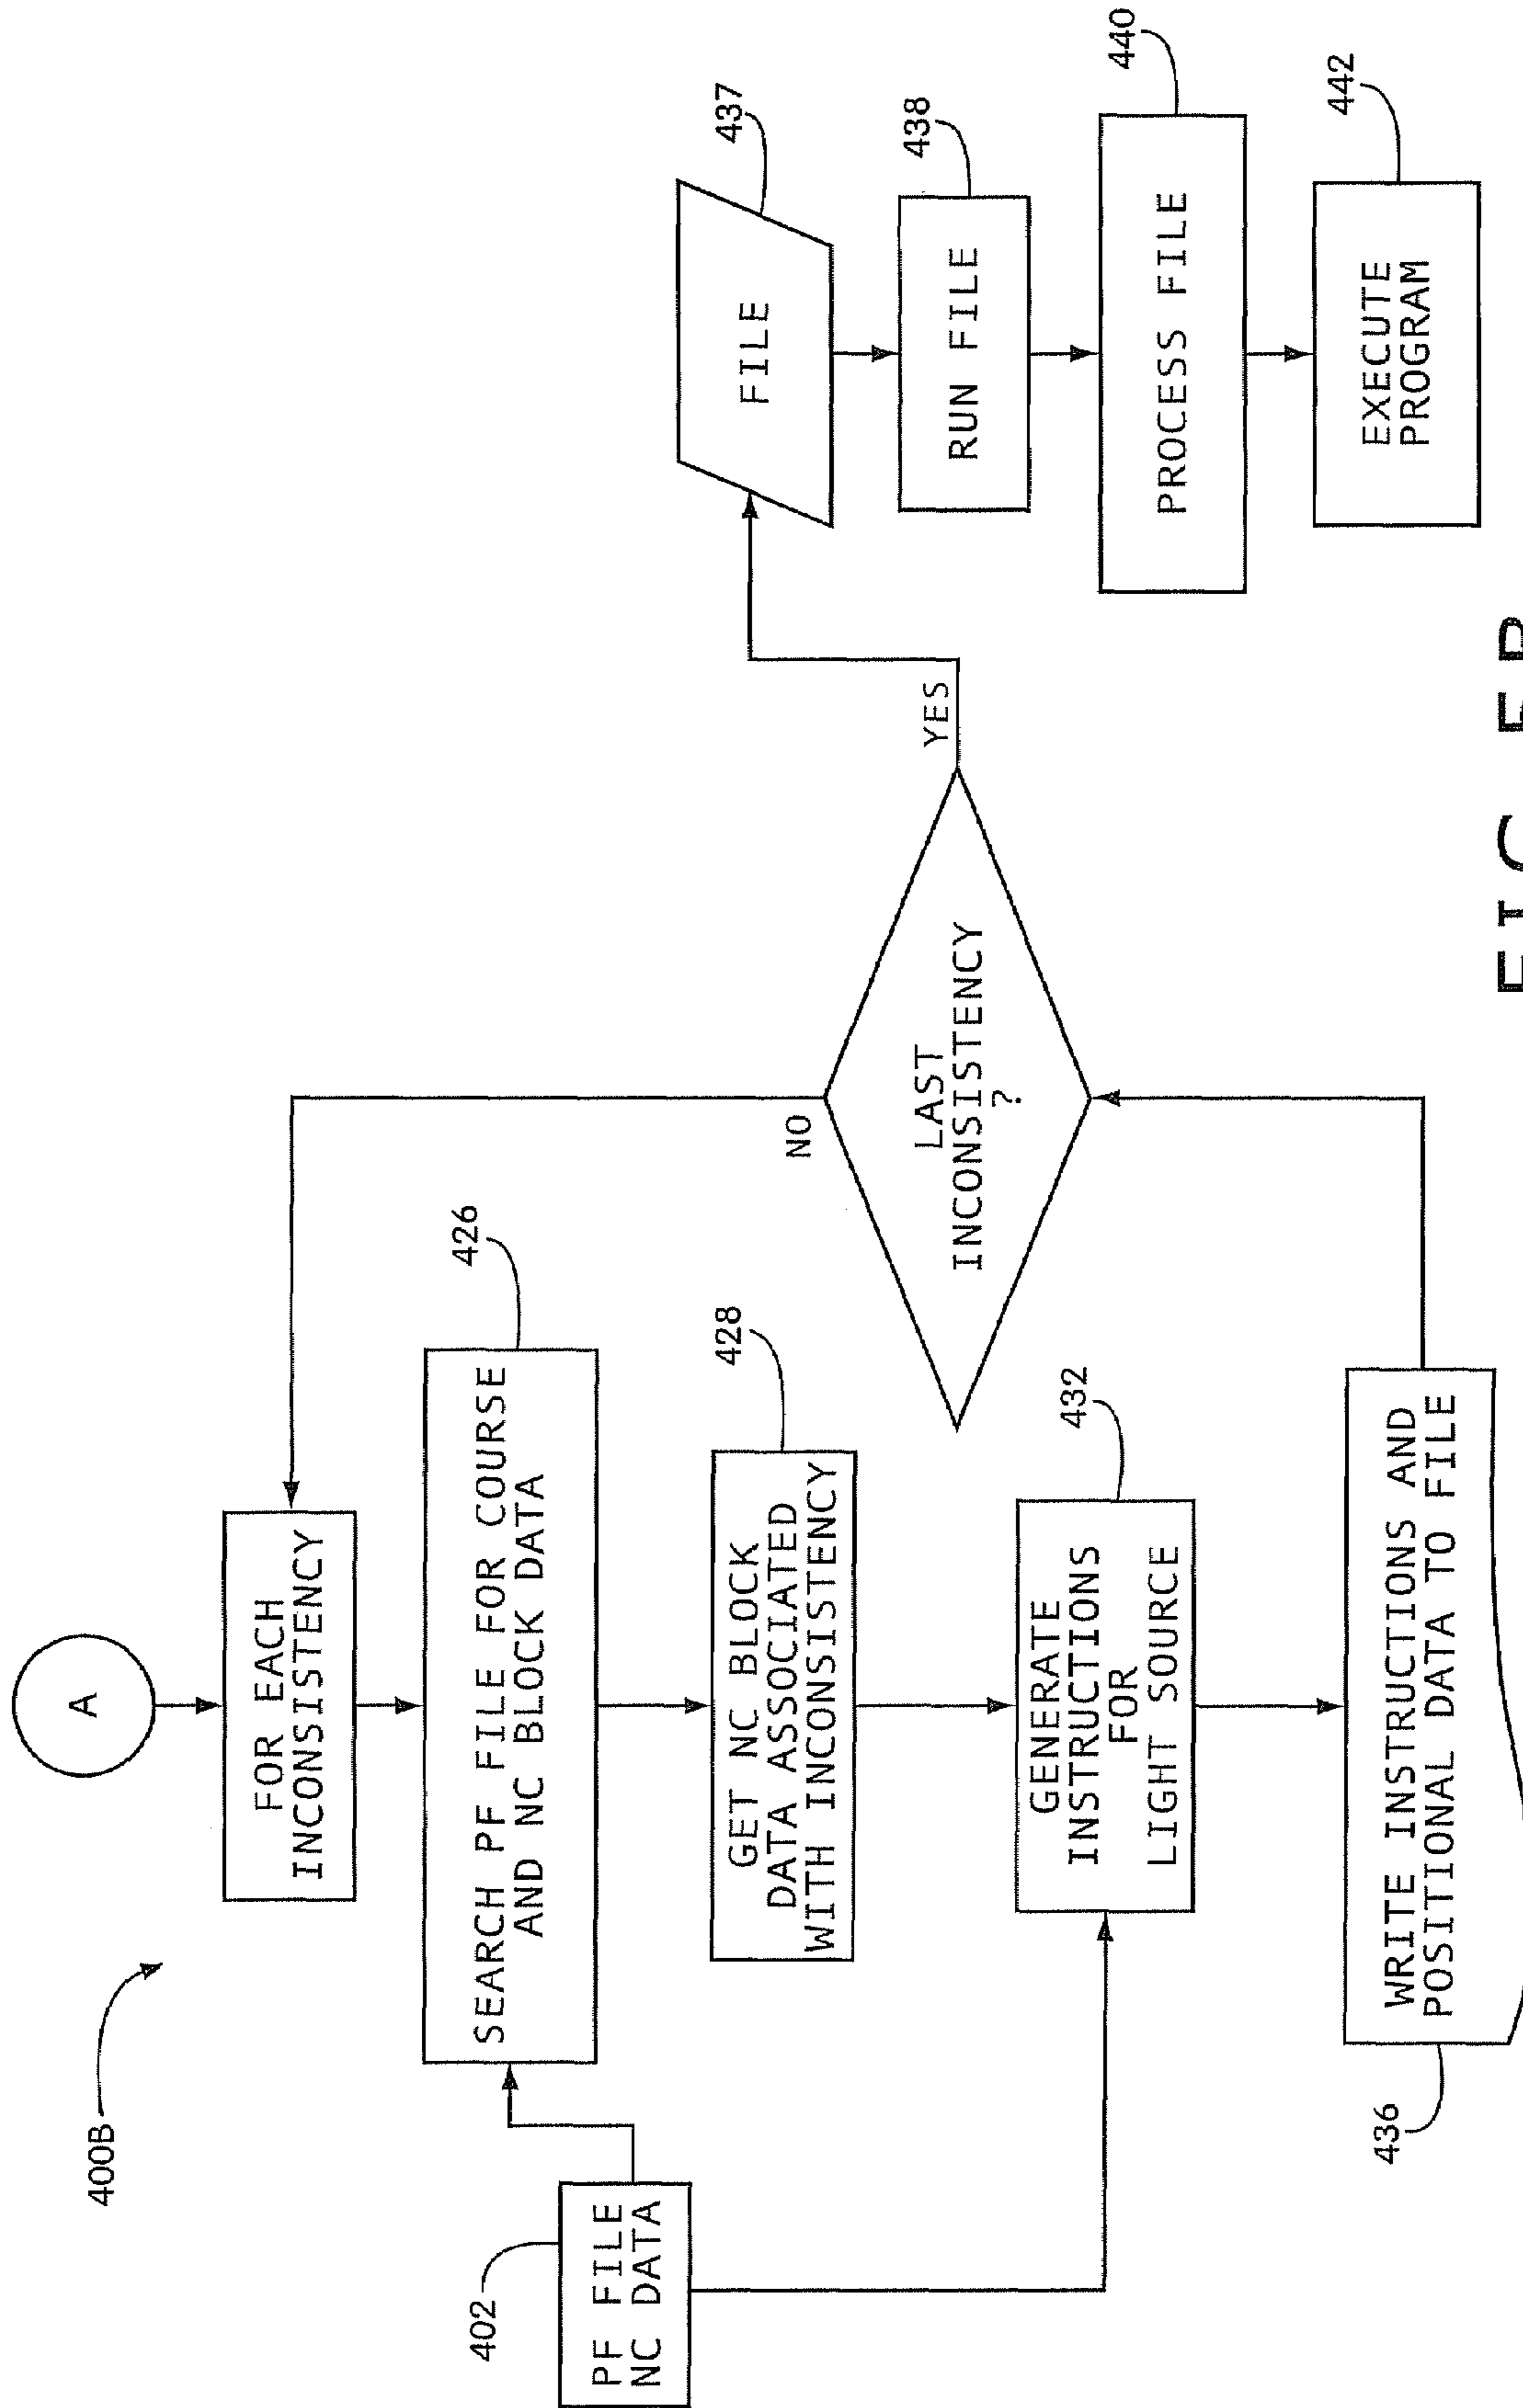 400B
A
FOR EACH
INCONSISTENCY
402
PF FILE
NC DATA
SEARCH PF FILE FOR COURSE
AND NC BLOCK DATA
426
GET NC BLOCK
DATA ASSOCIATED
WITH INCONSISTENCY
428
GENERATE
INSTRUCTIONS
FOR
LIGHT SOURCE
432
WRITE INSTRUCTIONS AND
POSITIONAL DATA TO FILE
436
LAST
INCONSISTENCY
?
NO
YES
FILE
437
RUN FILE
438
PROCESS FILE
440
EXECUTE
PROGRAM
442